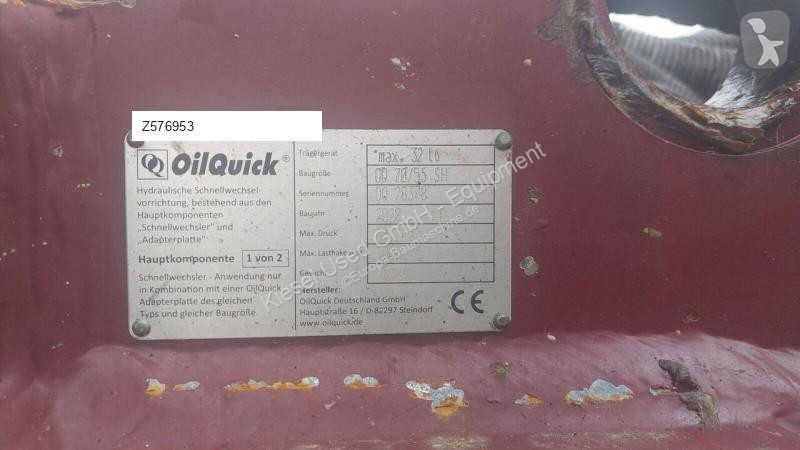 Z576953
OilQuick®
Hydraulische Schnellwechsel-
vorrichtung, bestehend aus den
Hauptkomponenten
„Schnellwechsler" und
„Adapterplatte"
Hauptkomponente 1 von 2
Schnellwechsler - Anwendung nur
in Kombination mit einer OilQuick
Adapterplatte des gleichen
Typs und gleicher Baugröße.
Trägergerät max. 32 to
Baugröße OQ 70/55 SH
Seriennummer OQ
Baujahr
Max. Druck
Max. Lasthaken
Gewicht
Hersteller:
OilQuick Deutschland GmbH
Hauptstraße 16 / D-82297 Steindorf
www.oilquick.de
CE
Kiesel Used GmbH - Equipment
©Europa-Baumaschine.de